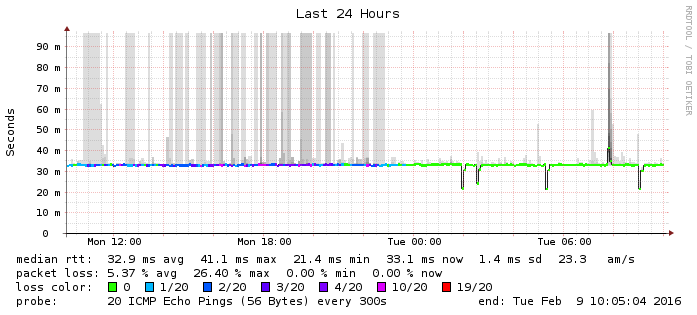 Last 24 Hours
RRDTOOL / TOBI OETIKER
Seconds
90 m
80 m
70 m
60 m
50 m
40 m
30 m
20 m
10 m
0
Mon 12:00 Mon 18:00 Tue 00:00 Tue 06:00
median rtt: 32.9 ms avg 41.1 ms max 21.4 ms min 33.1 ms now 1.4 ms sd 23.3 am/s
packet loss: 5.37 % avg 26.40 % max 0.00 % min 0.00 % now
loss color: 0 1/20 2/20 3/20 4/20 10/20 19/20
probe: 20 ICMP Echo Pings (56 Bytes) every 300s end: Tue Feb 9 10:05:04 2016